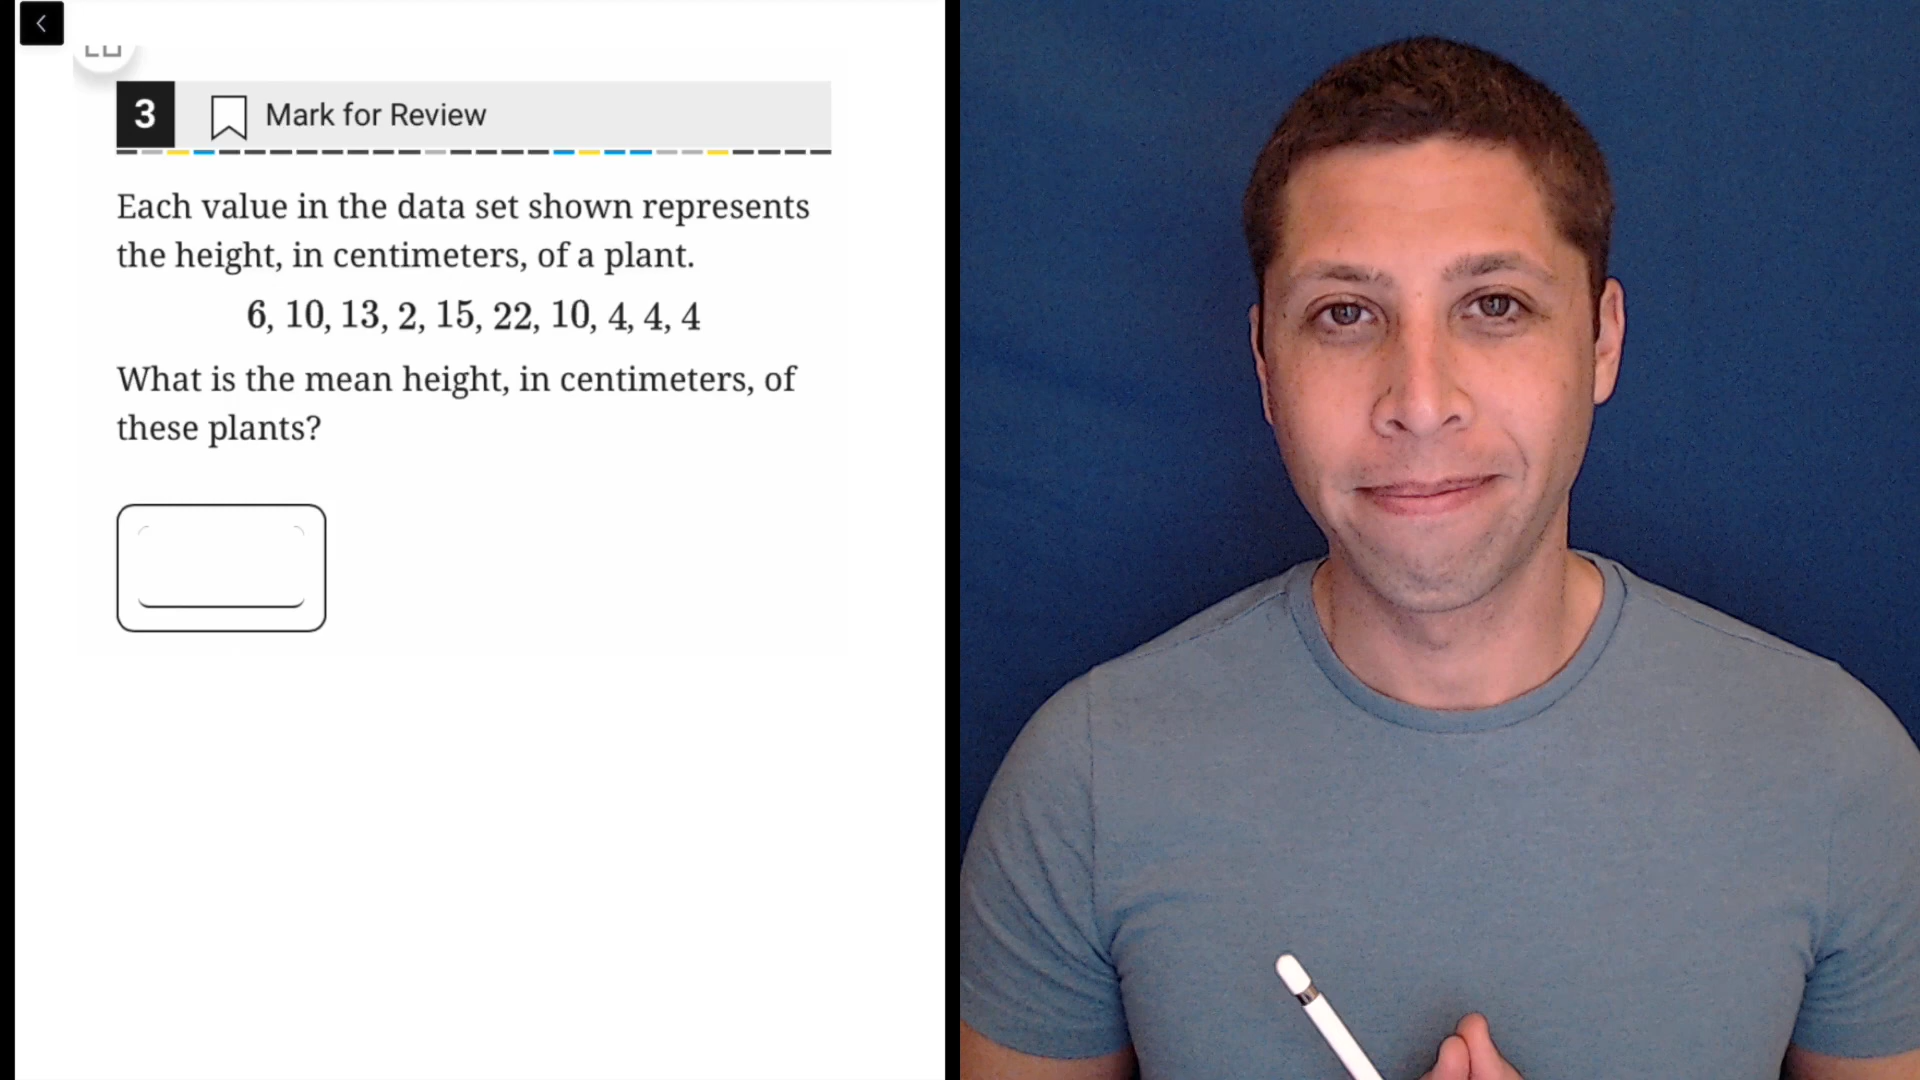 3 Mark for Review
Each value in the data set shown represents
the height, in centimeters, of a plant.
6, 10, 13, 2, 15, 22, 10, 4, 4, 4
What is the mean height, in centimeters, of
these plants?